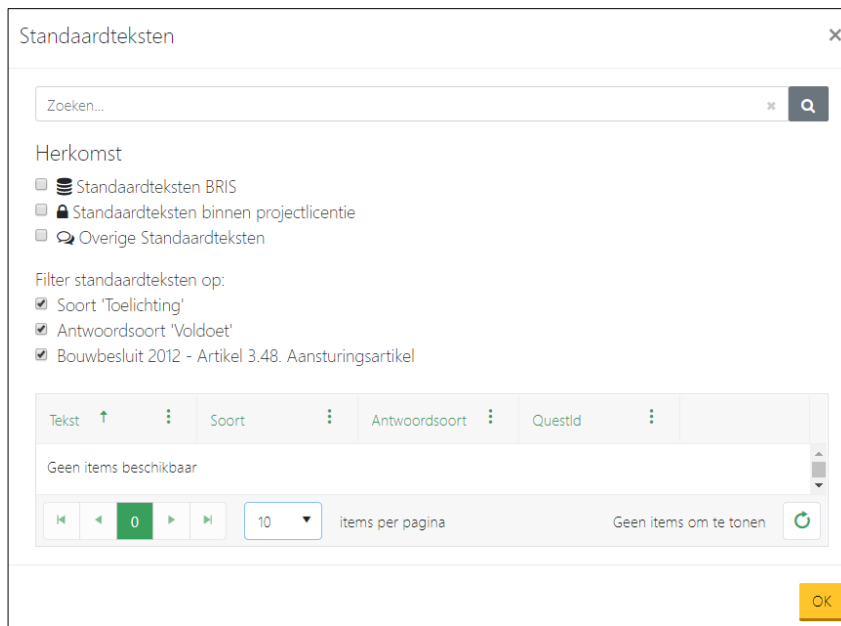 Standaardteksten
Zoeken...
Herkomst
Standaardteksten BRIS
Standaardteksten binnen projectlicentie
Overige Standaardteksten
Filter standaardteksten op:
Soort 'Toelichting'
Antwoordsoort 'Voldoet'
Bouwbesluit 2012 - Artikel 3.48. Aansturingsartikel
Tekst Soort Antwoordsoort QuestId
Geen items beschikbaar
0 10 items per pagina Geen items om te tonen
OK